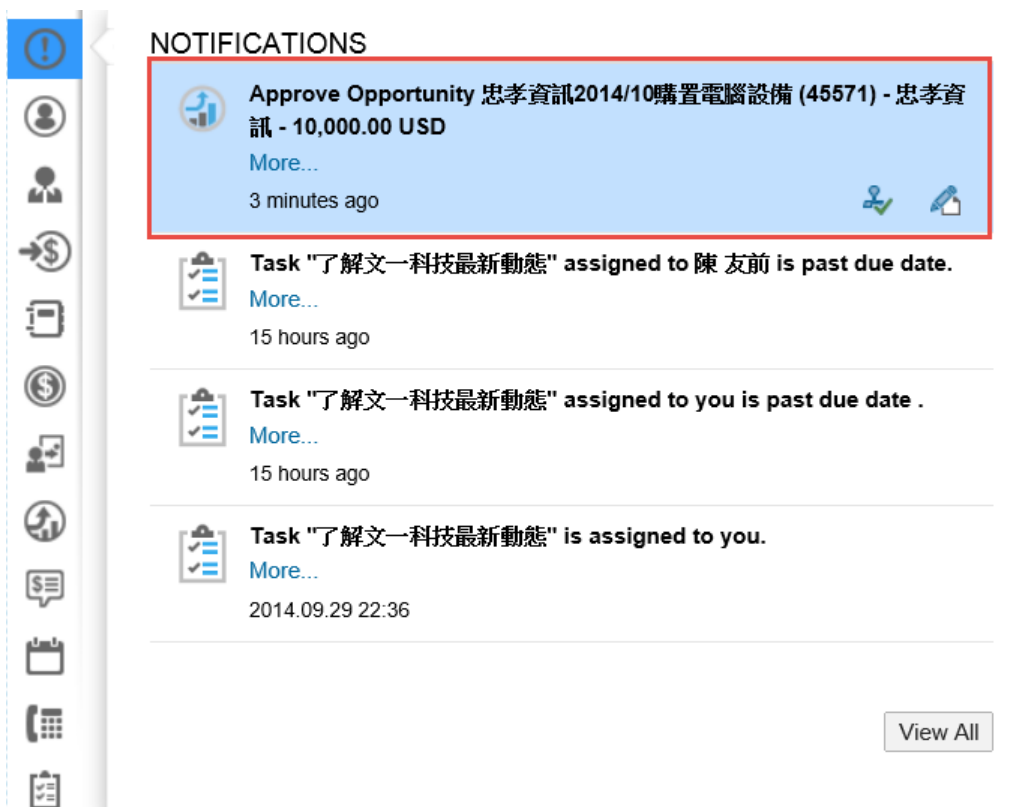 NOTIFICATIONS
Approve Opportunity 忠孝資訊2014/10購置電腦設備 (45571) - 忠孝資
訊 - 10,000.00 USD
More...
3 minutes ago
Task "了解文一科技最新動態" assigned to 陳 友前 is past due date.
More...
15 hours ago
Task "了解文一科技最新動態" assigned to you is past due date .
More...
15 hours ago
Task "了解文一科技最新動態" is assigned to you.
More...
2014.09.29 22:36
View All